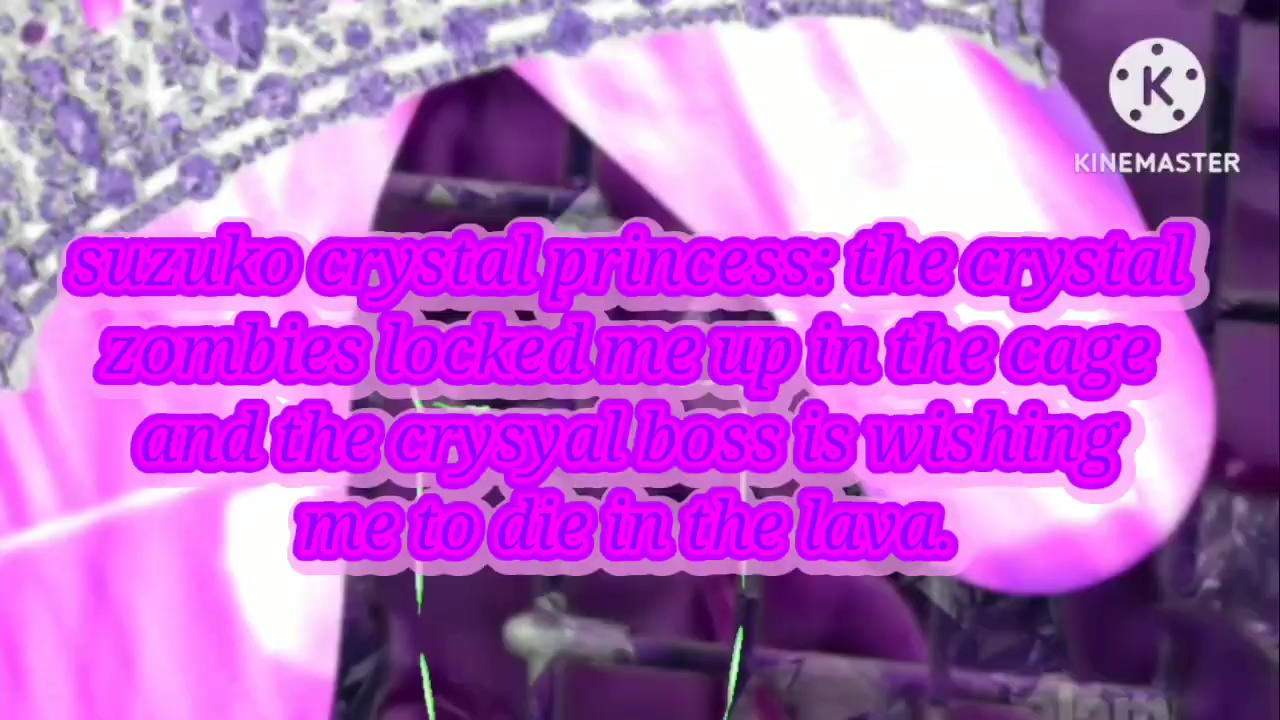 KINEMASTER
suzuko crystal princess: the crystal
zombies locked me up in the cage
and the crysyal boss is wishing
me to die in the lava.